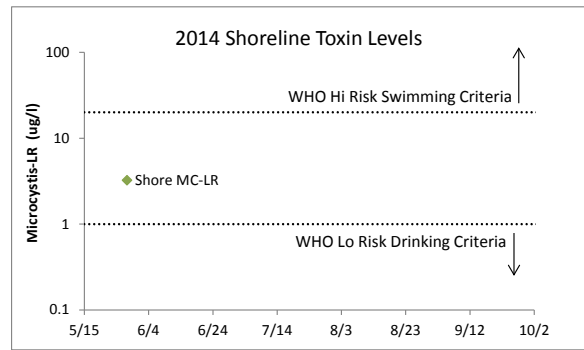 2014 Shoreline Toxin Levels
100
WHO Hi Risk Swimming Criteria
10
Shore MC-LR
1
WHO Lo Risk Drinking Criteria
0.1
Microcystis-LR (ug/l)
5/15 6/4 6/24 7/14 8/3 8/23 9/12 10/2